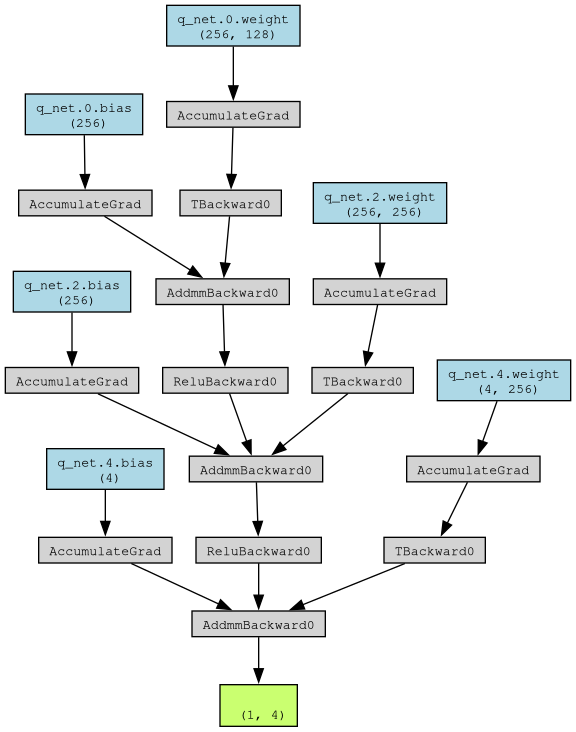 q_net.0.weight
(256, 128)
q_net.0.bias
(256)
AccumulateGrad
AccumulateGrad
TBackward0
q_net.2.weight
(256, 256)
q_net.2.bias
(256)
AddmmBackward0
AccumulateGrad
AccumulateGrad
ReluBackward0
TBackward0
q_net.4.weight
(4, 256)
q_net.4.bias
(4)
AddmmBackward0
AccumulateGrad
AccumulateGrad
ReluBackward0
TBackward0
AddmmBackward0
(1, 4)